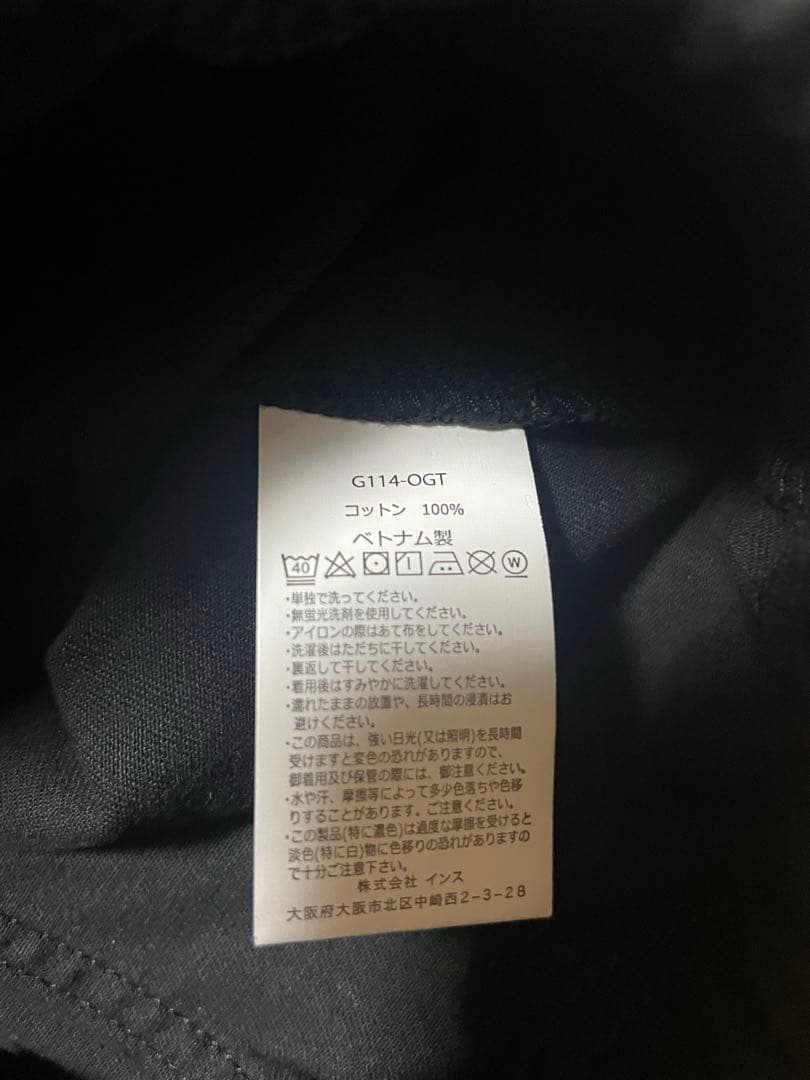 G114-OGT
コットン 100%
ベトナム製
40 W
・単独で洗ってください。
・無蛍光洗剤を使用してください。
・アイロンの際はあて布をしてください。
・洗濯後はただちに干してください。
・裏返して干してください。
・着用後はすみやかに洗濯してください。
・濡れたままの放置や、長時間の浸漬はお
避けください。
・この商品は、強い日光(又は照明)を長時間
受けますと変色の恐れがありますので、
御着用及び保管の際には、御注意ください。
・水や汗、摩擦等によって多少色落ちや色移
りすることがあります。ご注意ください。
・この製品(特に濃色)は過度な摩擦を受けると
淡色(特に白)物に色移りの恐れがありますの
で十分ご注意下さい。
株式会社 インス
大阪府大阪市北区中崎西2-3-28